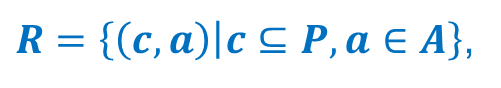 R = {(c, a)|c ⊆ P, a ∈ A},